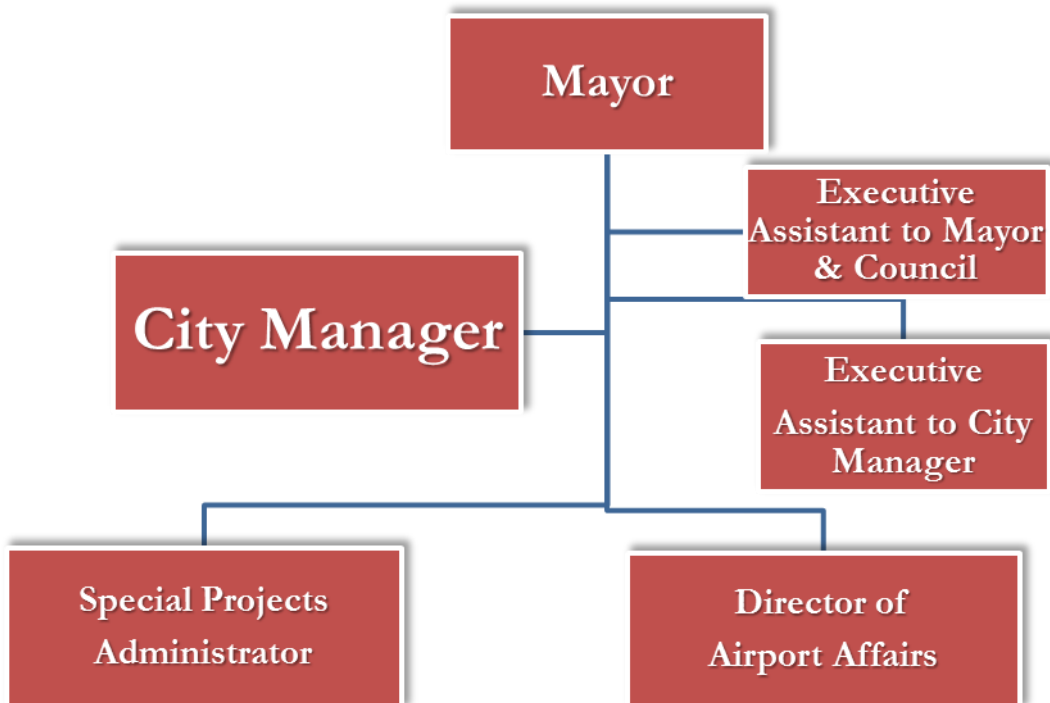 Mayor
Executive
Assistant to Mayor
& Council
City Manager
Executive
Assistant to City
Manager
Special Projects
Administrator
Director of
Airport Affairs